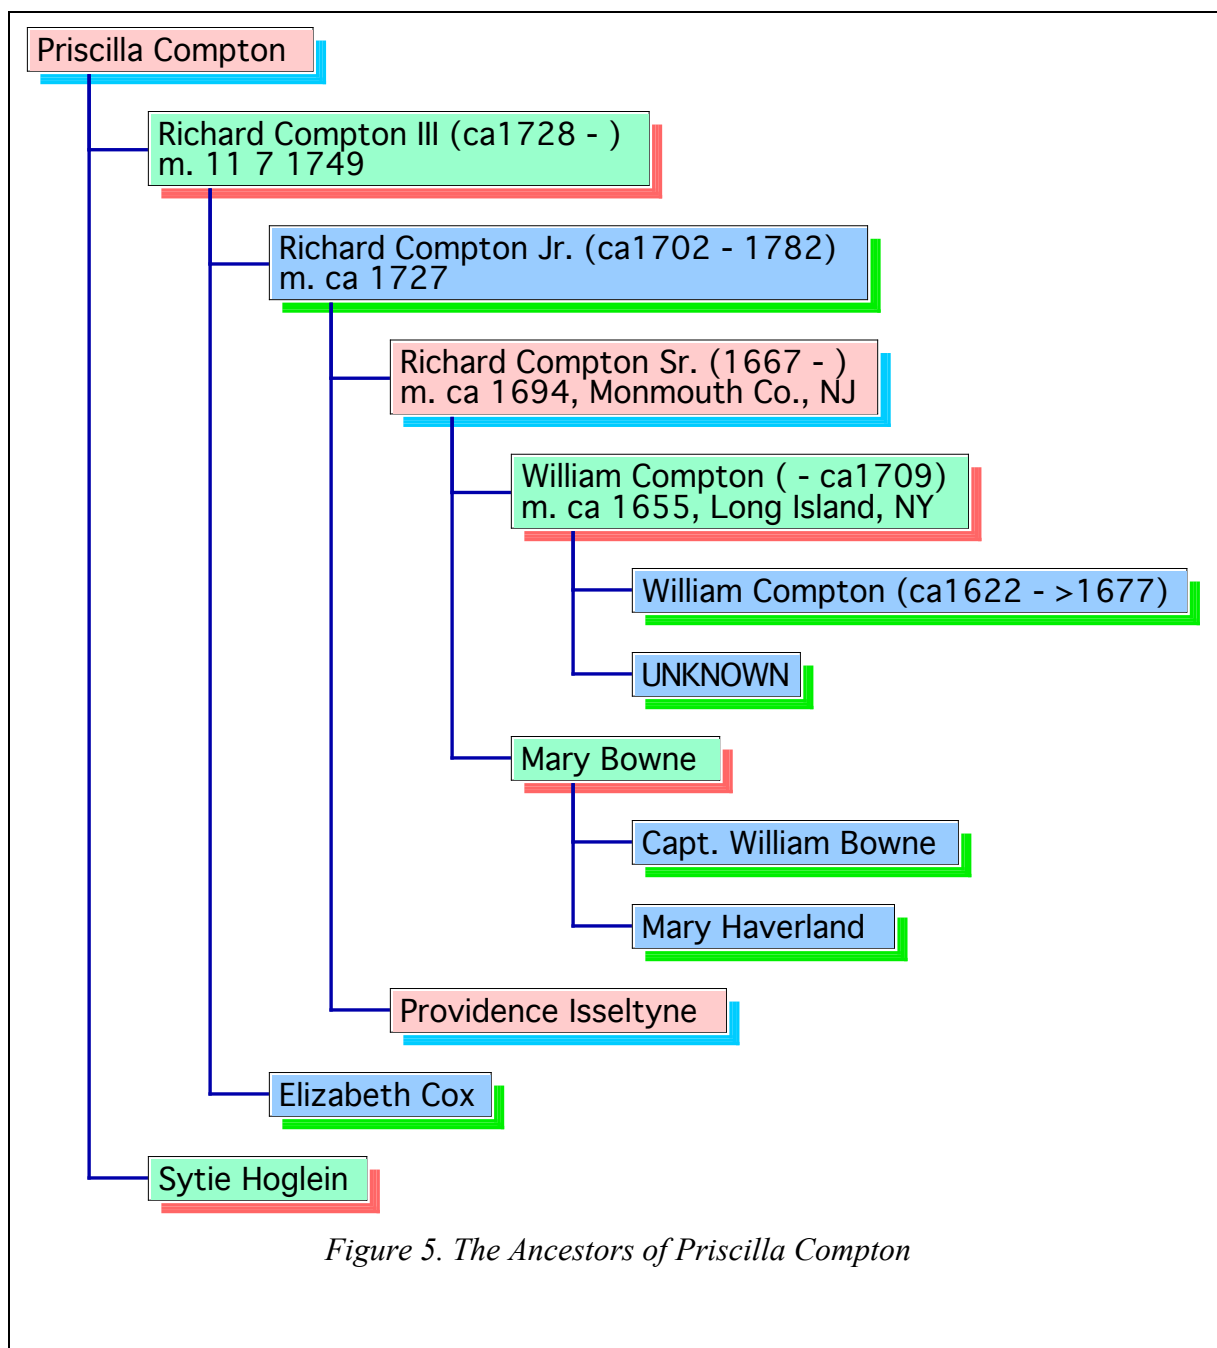 Priscilla Compton
Richard Compton III (ca1728 - )
m. 11 7 1749
Richard Compton Jr. (ca1702 - 1782)
m. ca 1727
Richard Compton Sr. (1667 - )
m. ca 1694, Monmouth Co., NJ
William Compton ( - ca1709)
m. ca 1655, Long Island, NY
William Compton (ca1622 - >1677)
UNKNOWN
Mary Bowne
Capt. William Bowne
Mary Haverland
Providence Isseltyne
Elizabeth Cox
Sytie Hoglein
Figure 5. The Ancestors of Priscilla Compton